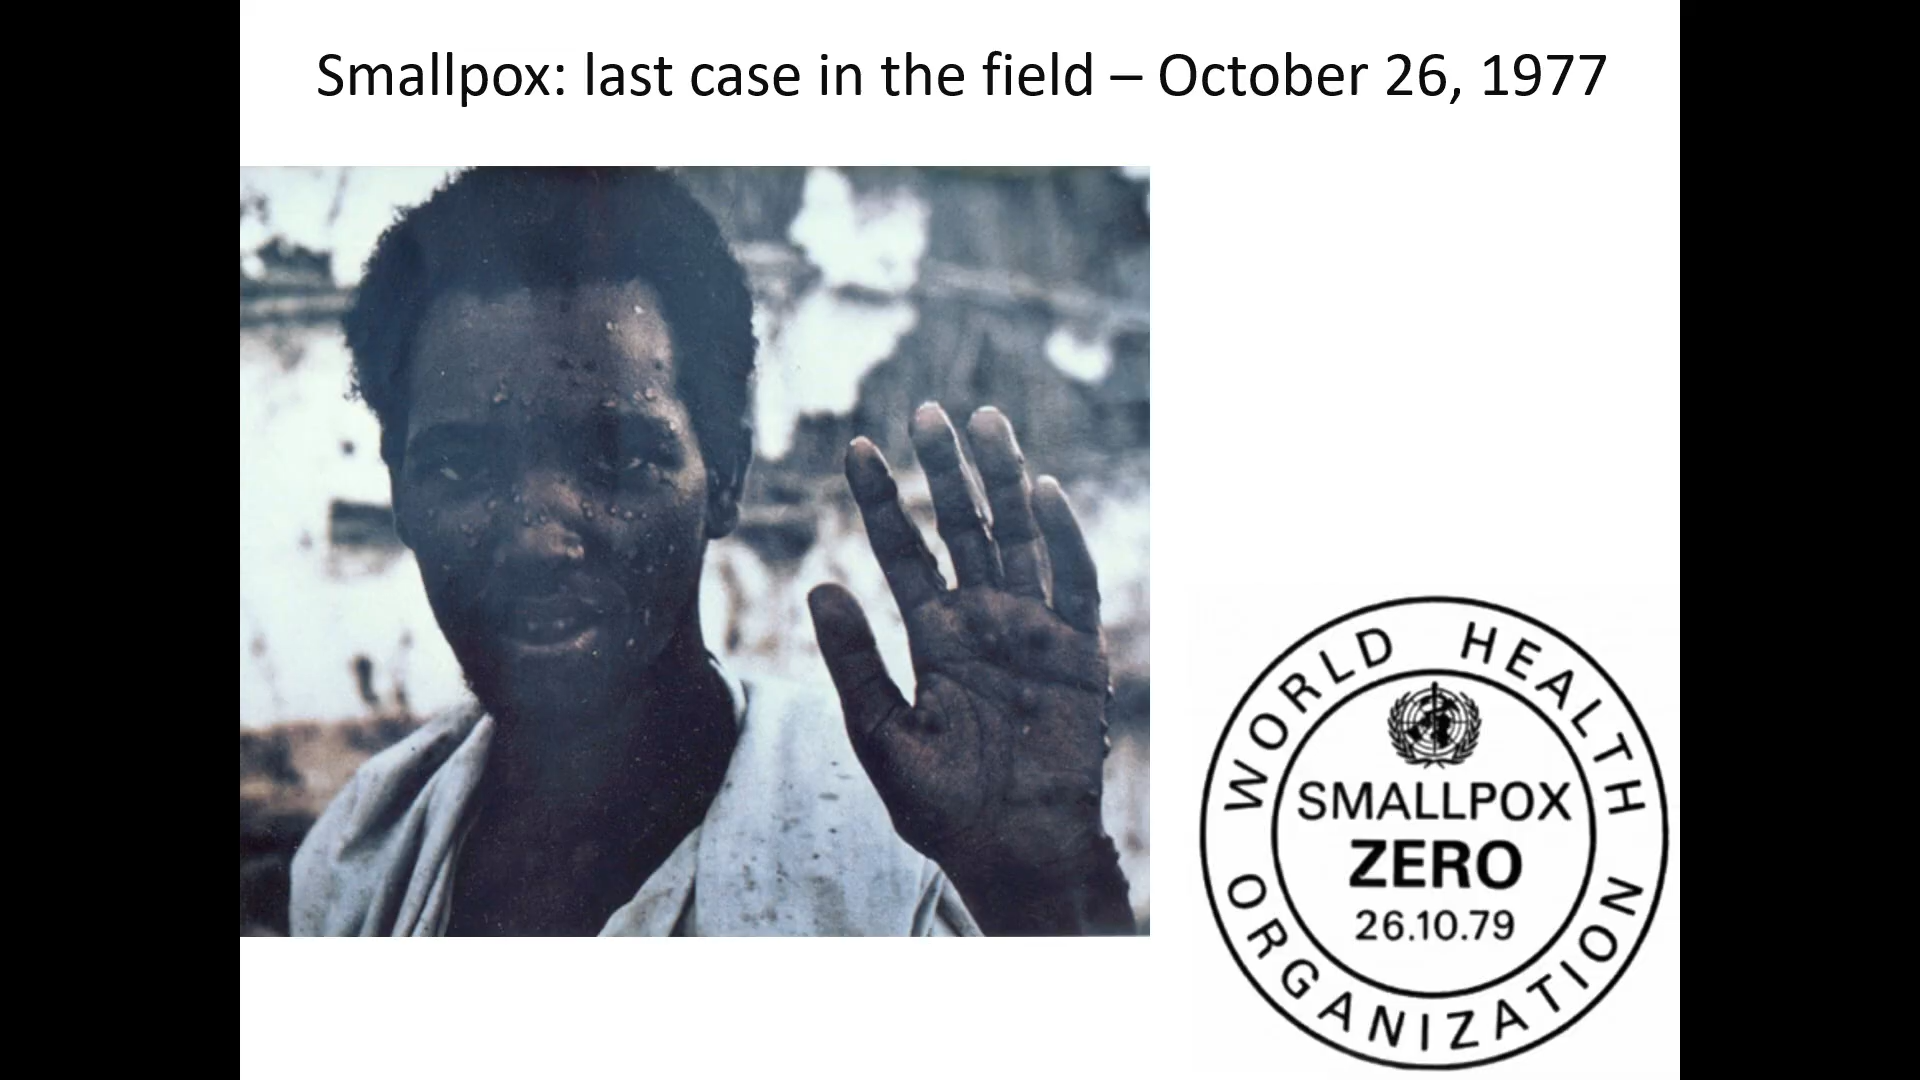 Smallpox: last case in the field – October 26, 1977
WORLD HEALTH
SMALLPOX
ZERO
26.10.79
ORGANIZATION